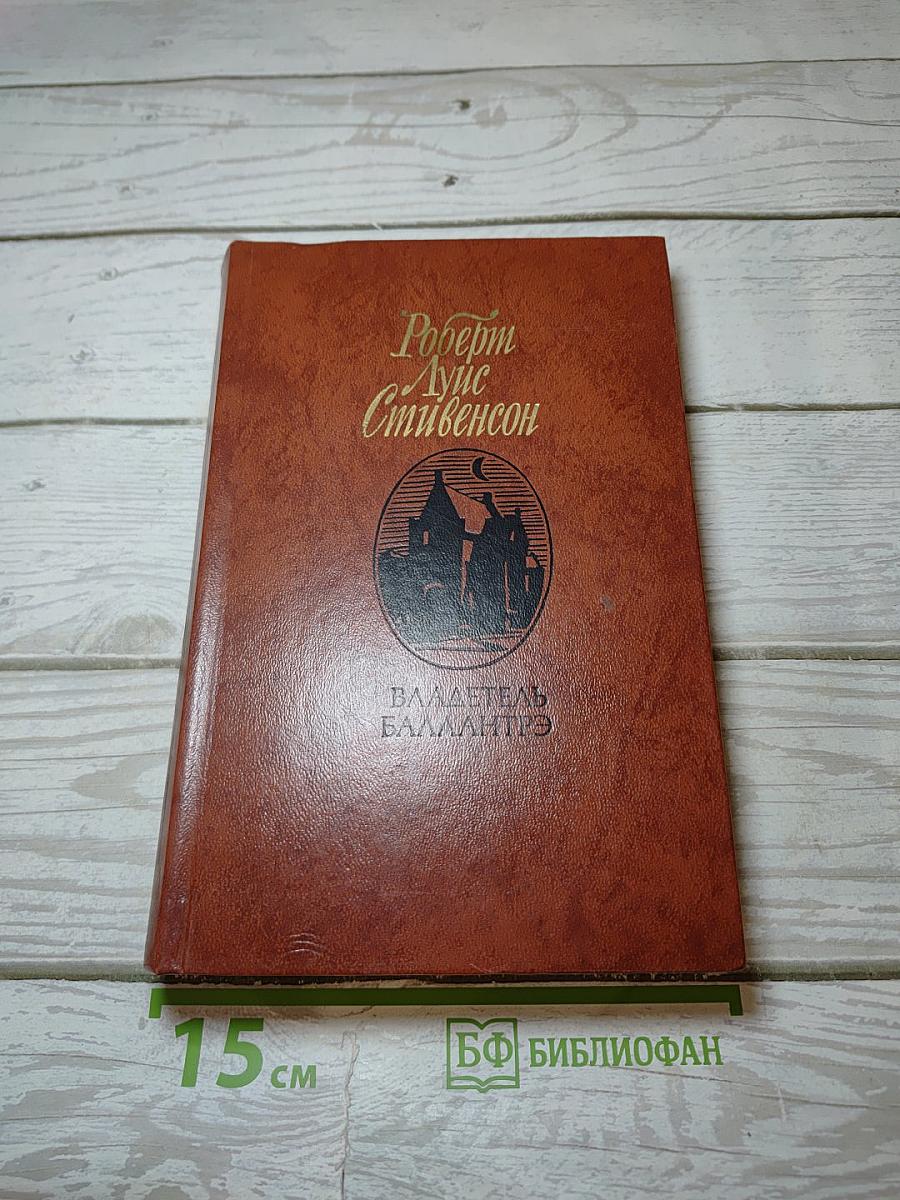 Роберт
Луис
Стивенсон
ВЛАДЕТЕЛЬ
БАЛЛАНТРЭ
15 см
БФ БИБЛИОФАН